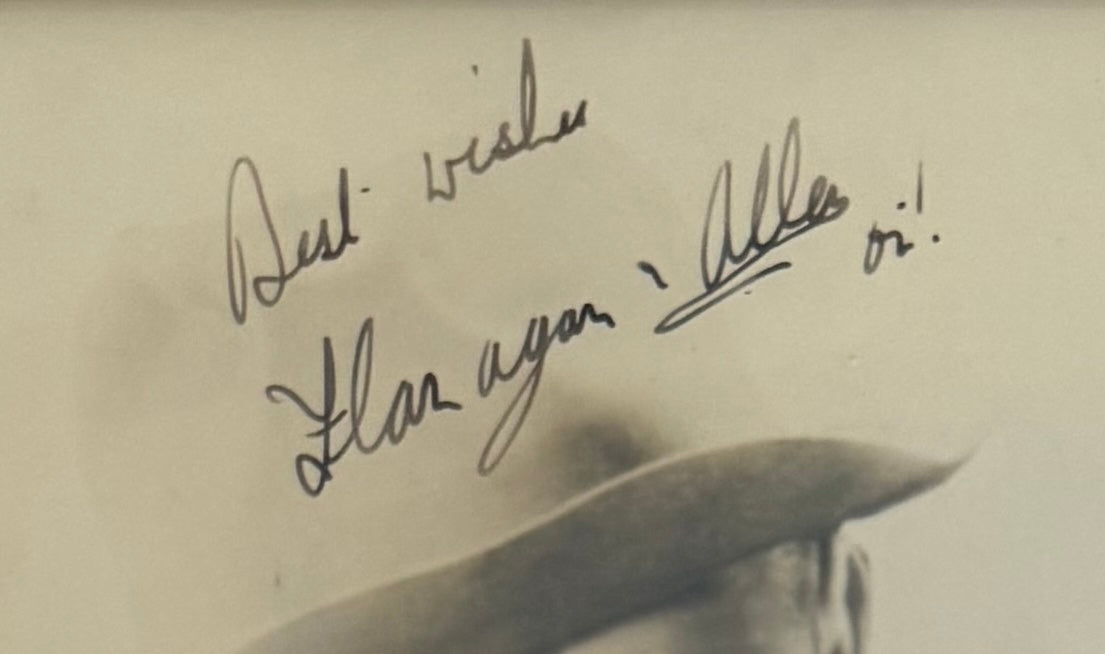 Best wishes
Flanagan & Allen
oi!